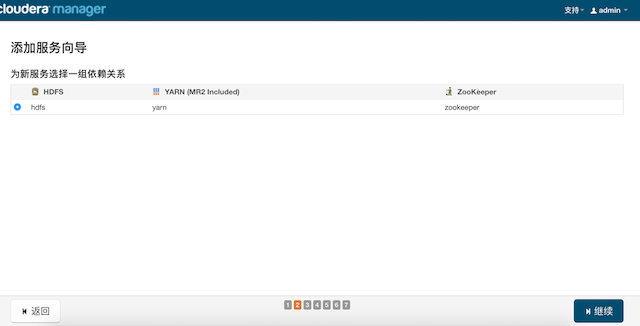 cloudera manager 支持 admin
添加服务向导
为新服务选择一组依赖关系
HDFS YARN (MR2 Included) ZooKeeper
hdfs yarn zookeeper
返回 1 2 3 4 5 6 7 继续